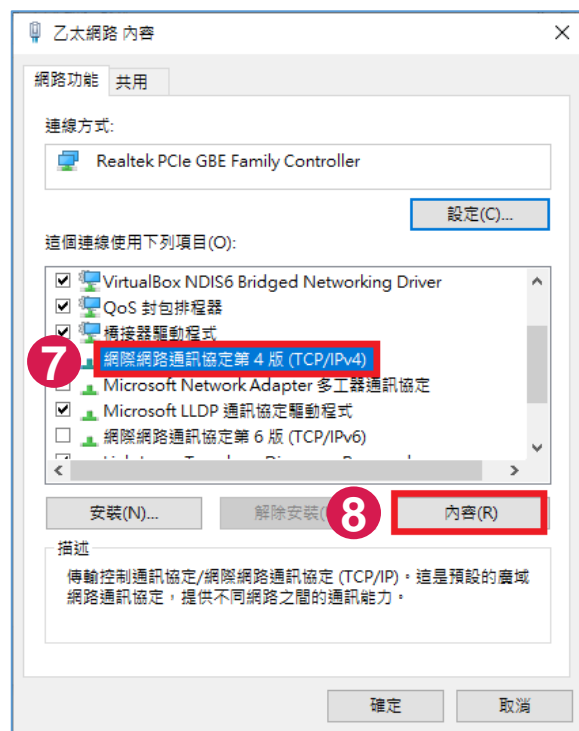 乙太網路 內容
網路功能 共用
連線方式:
Realtek PCIe GBE Family Controller
設定(C)...
這個連線使用下列項目(O):
VirtualBox NDIS6 Bridged Networking Driver
QoS 封包排程器
橋接器驅動程式
7 網際網路通訊協定第 4 版 (TCP/IPv4)
Microsoft Network Adapter 多工器通訊協定
Microsoft LLDP 通訊協定驅動程式
網際網路通訊協定第 6 版 (TCP/IPv6)
安裝(N)... 解除安裝( 8 內容(R)
描述
傳輸控制通訊協定/網際網路通訊協定 (TCP/IP)。這是預設的廣域
網路通訊協定，提供不同網路之間的通訊能力。
確定 取消